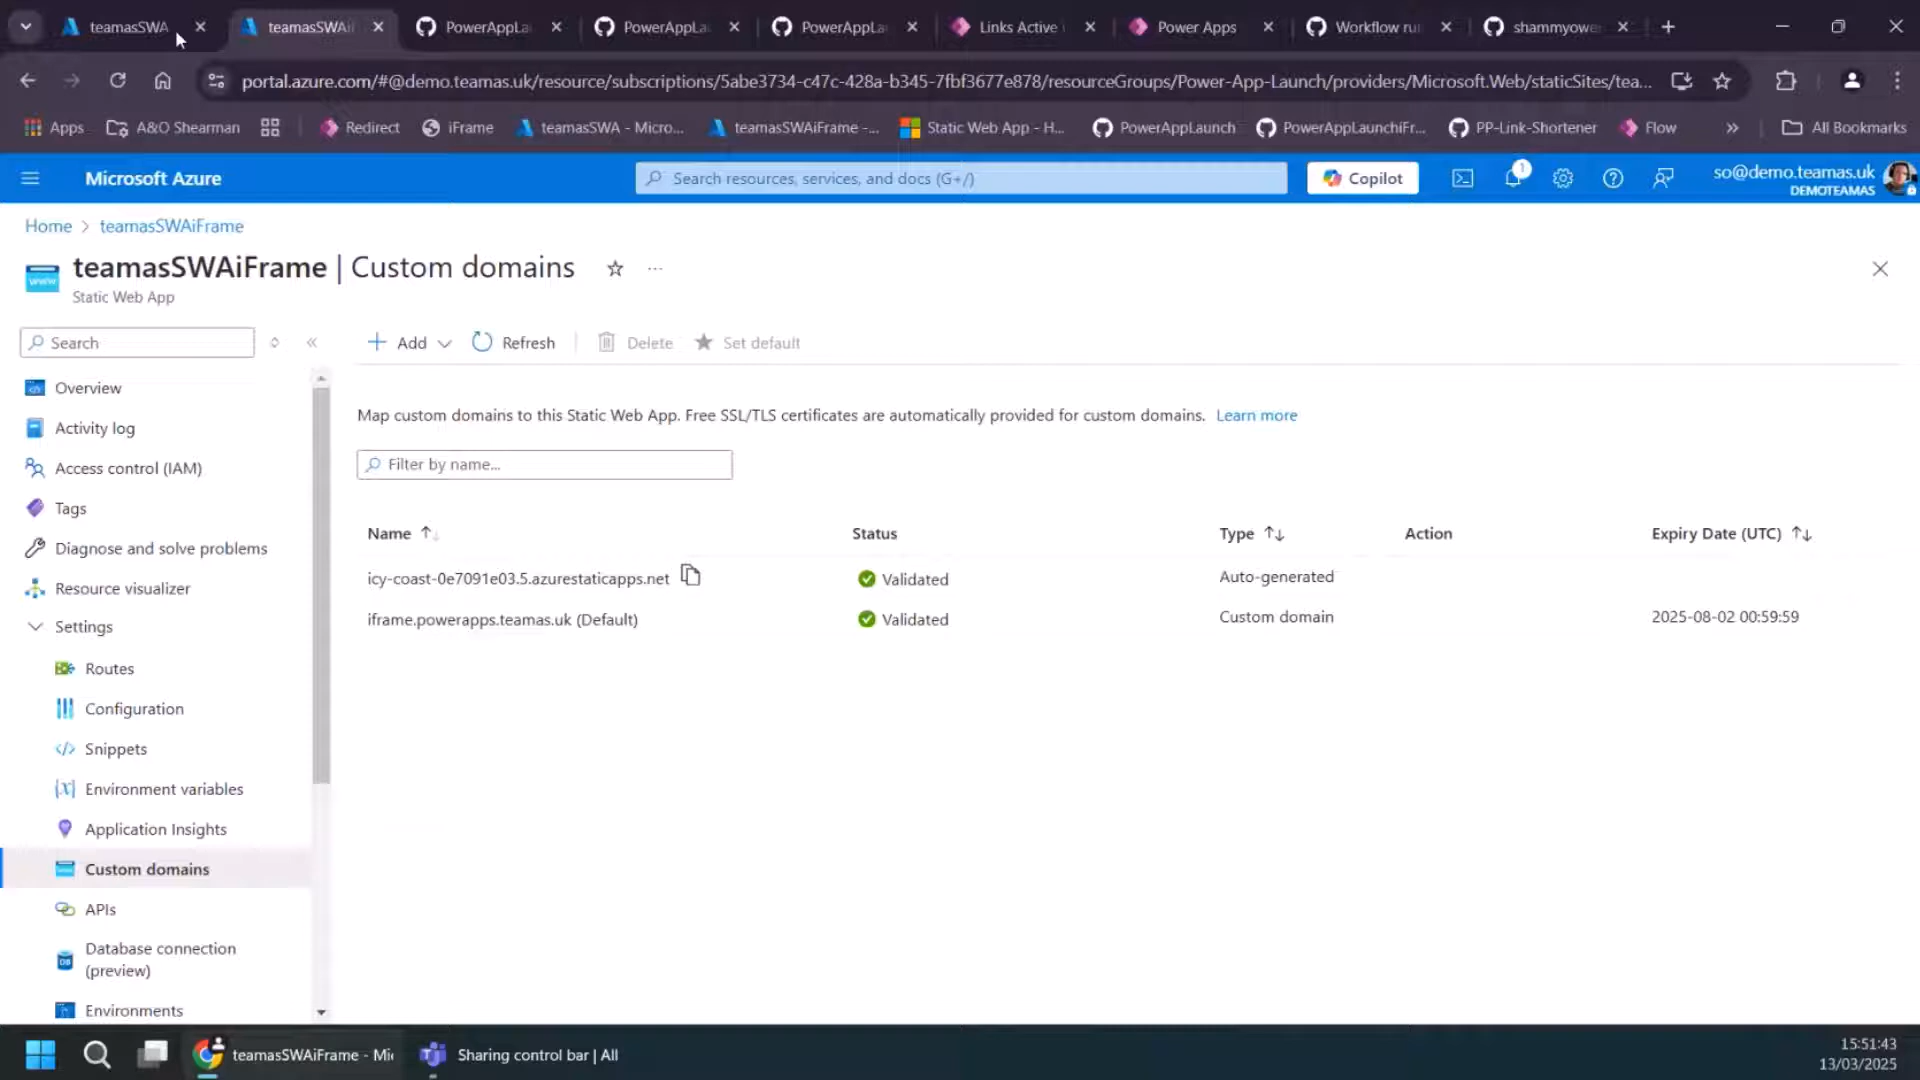 teamasSWA
teamasSWAi
PowerAppLa
PowerAppLa
PowerAppLa
Links Active
Power Apps
Workflow ru
shammyowe
portal.azure.com/#@demo.teamas.uk/resource/subscriptions/5abe3734-c47c-428a-b345-7fbf3677e878/resourceGroups/Power-App-Launch/providers/Microsoft.Web/staticSites/tea...
Apps
A&O Shearman
Redirect
iFrame
teamasSWA - Micro...
teamasSWAiFrame -...
Static Web App - H...
PowerAppLaunch
PowerAppLaunchiFr...
PP-Link-Shortener
Flow
»
All Bookmarks
Microsoft Azure
Search resources, services, and docs (G+/)
Copilot
1
so@demo.teamas.uk
DEMOTEAMAS
Home > teamasSWAiFrame
teamasSWAiFrame | Custom domains
Static Web App
Search
Add
Refresh
Delete
Set default
Overview
Activity log
Access control (IAM)
Tags
Diagnose and solve problems
Resource visualizer
Settings
Routes
Configuration
Snippets
Environment variables
Application Insights
Custom domains
APIs
Database connection
(preview)
Environments
Map custom domains to this Static Web App. Free SSL/TLS certificates are automatically provided for custom domains. Learn more
Filter by name...
Name Status Type Action Expiry Date (UTC)
icy-coast-0e7091e03.5.azurestaticapps.net Validated Auto-generated
iframe.powerapps.teamas.uk (Default) Validated Custom domain 2025-08-02 00:59:59
teamasSWAiFrame - Mi
Sharing control bar | All
15:51:43
13/03/2025